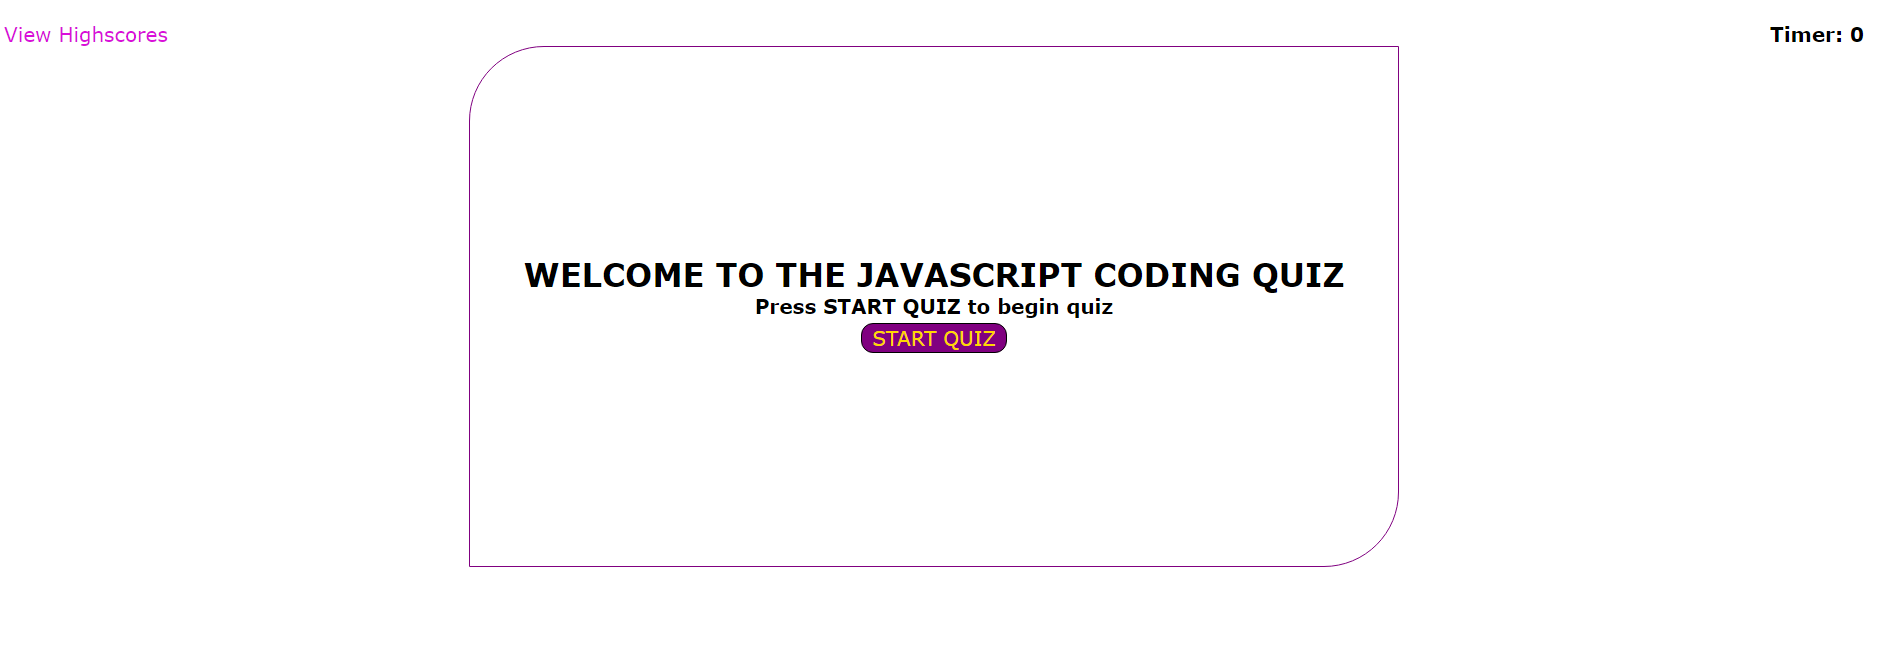 View Highscores
Timer: 0
WELCOME TO THE JAVASCRIPT CODING QUIZ
Press START QUIZ to begin quiz
START QUIZ